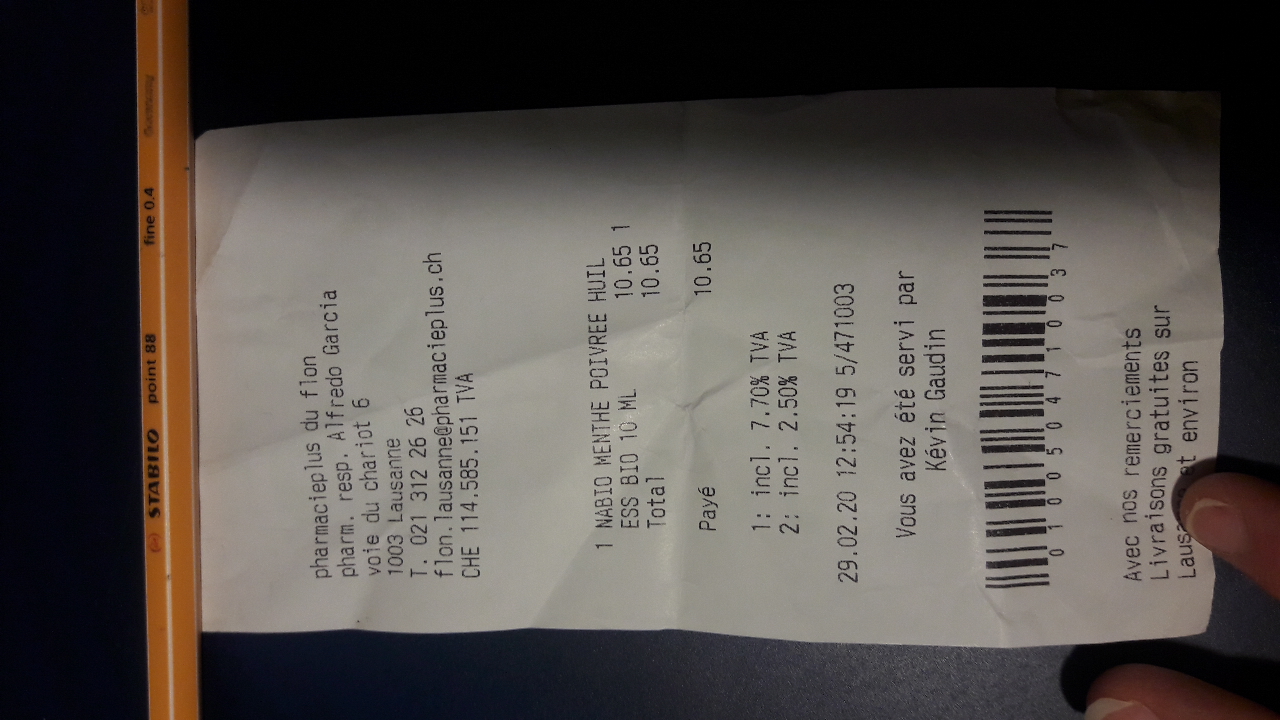 STABILO point 88 fine 0.4 Germany
pharmacieplus du flon
pharm. resp. Alfredo Garcia
voie du chariot 6
1003 Lausanne
T. 021 312 26 26
flon.lausanne@pharmacieplus.ch
CHE 114.585.151 TVA
1 NABIO MENTHE POIVREE HUIL
ESS BIO 10 ML 10.65 1
Total 10.65
Payé 10.65
1: incl. 7.70% TVA
2: incl. 2.50% TVA
29.02.20 12:54:19 5/471003
Vous avez été servi par
Kévin Gaudin
0 1 0 0 5 0 4 7 1 0 0 3 7
Avec nos remerciements
Livraisons gratuites sur
et environ